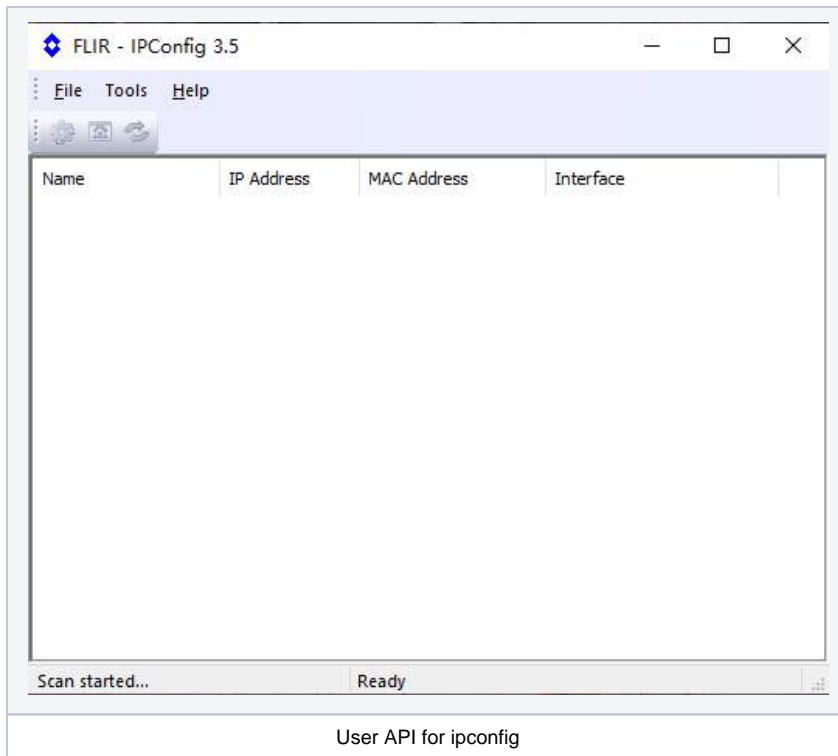 FLIR - IPConfig 3.5
File Tools Help
Name IP Address MAC Address Interface
Scan started... Ready
User API for ipconfig